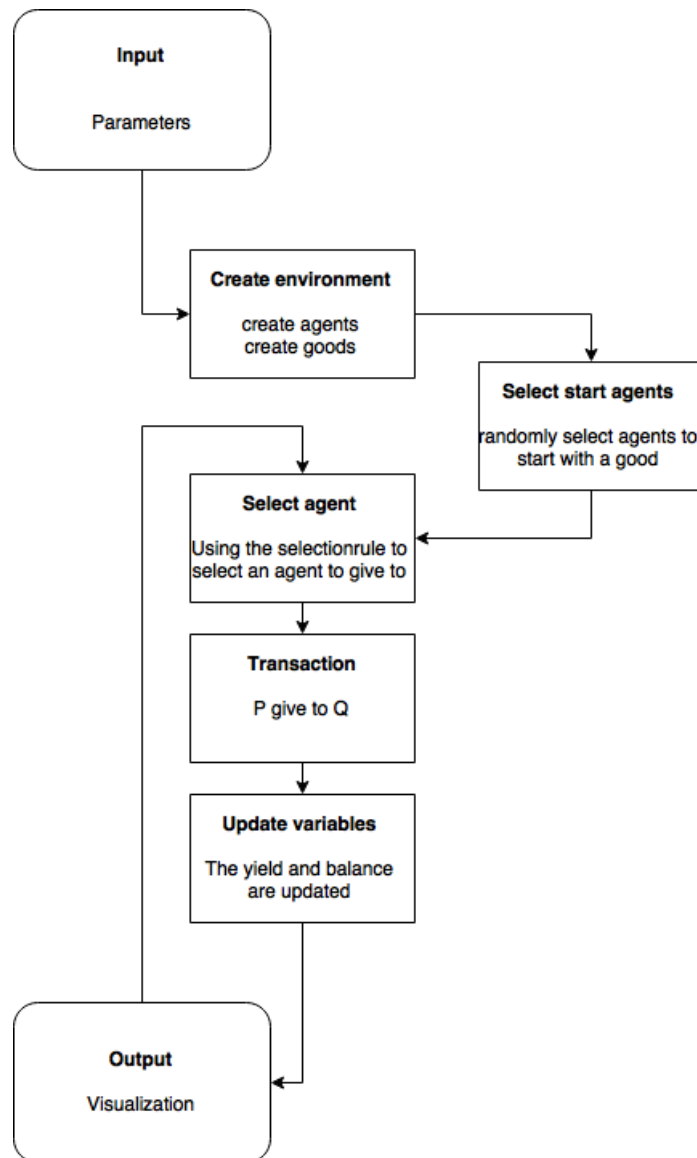 Input
Parameters
Create environment
create agents
create goods
Select start agents
randomly select agents to
start with a good
Select agent
Using the selectionrule to
select an agent to give to
Transaction
P give to Q
Update variables
The yield and balance
are updated
Output
Visualization